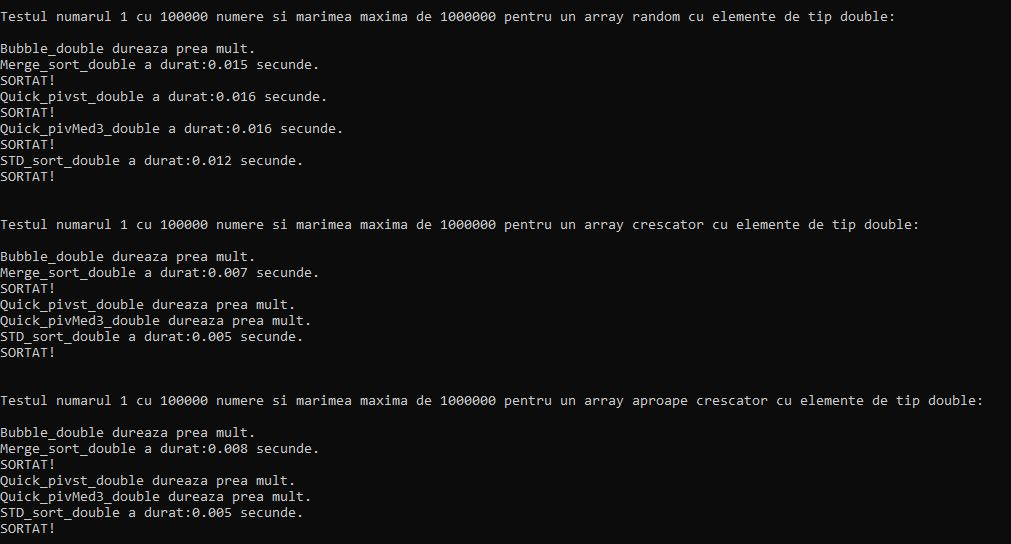 Testul numarul 1 cu 100000 numere si marimea maxima de 1000000 pentru un array random cu elemente de tip double:
Bubble_double dureaza prea mult.
Merge_sort_double a durat:0.015 secunde.
SORTAT!
Quick_pivst_double a durat:0.016 secunde.
SORTAT!
Quick_pivMed3_double a durat:0.016 secunde.
SORTAT!
STD_sort_double a durat:0.012 secunde.
SORTAT!
Testul numarul 1 cu 100000 numere si marimea maxima de 1000000 pentru un array crescator cu elemente de tip double:
Bubble_double dureaza prea mult.
Merge_sort_double a durat:0.007 secunde.
SORTAT!
Quick_pivst_double dureaza prea mult.
Quick_pivMed3_double dureaza prea mult.
STD_sort_double a durat:0.005 secunde.
SORTAT!
Testul numarul 1 cu 100000 numere si marimea maxima de 1000000 pentru un array aproape crescator cu elemente de tip double:
Bubble_double dureaza prea mult.
Merge_sort_double a durat:0.008 secunde.
SORTAT!
Quick_pivst_double dureaza prea mult.
Quick_pivMed3_double dureaza prea mult.
STD_sort_double a durat:0.005 secunde.
SORTAT!